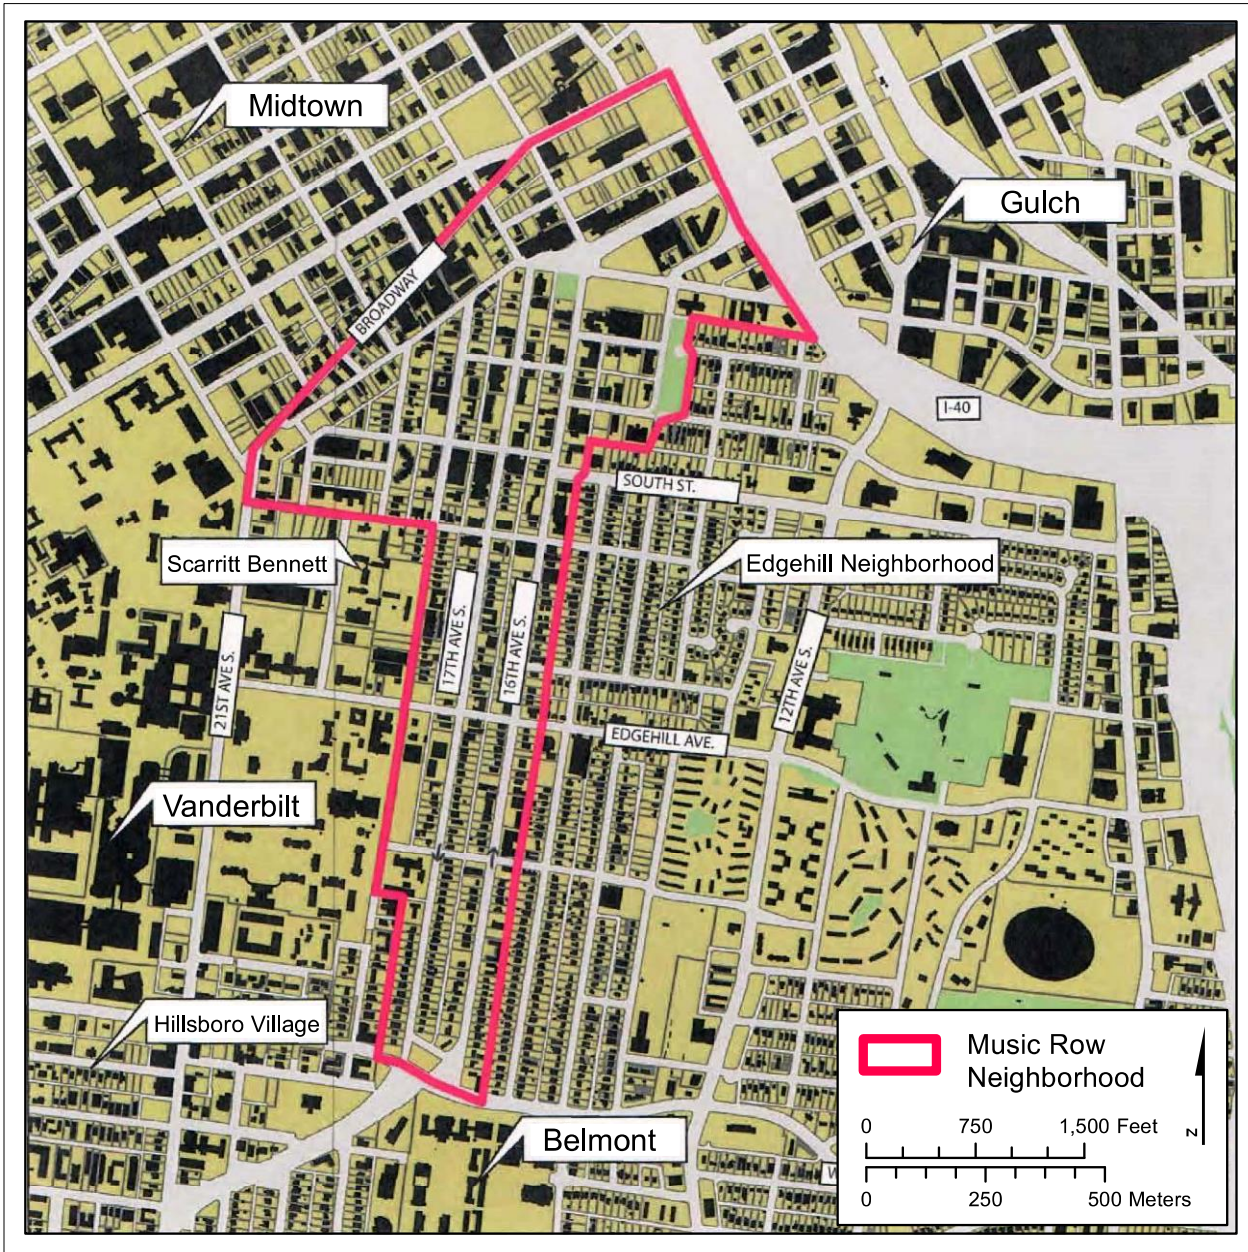 Midtown
Gulch
BROADWAY
I-40
SOUTH ST.
Scarritt Bennett
Edgehill Neighborhood
17TH AVE S.
16TH AVE S.
21ST AVE S.
12TH AVE S.
EDGEHILL AVE.
Vanderbilt
Hillsboro Village
Belmont
W
Music Row
Neighborhood
0 750 1,500 Feet
0 250 500 Meters
N